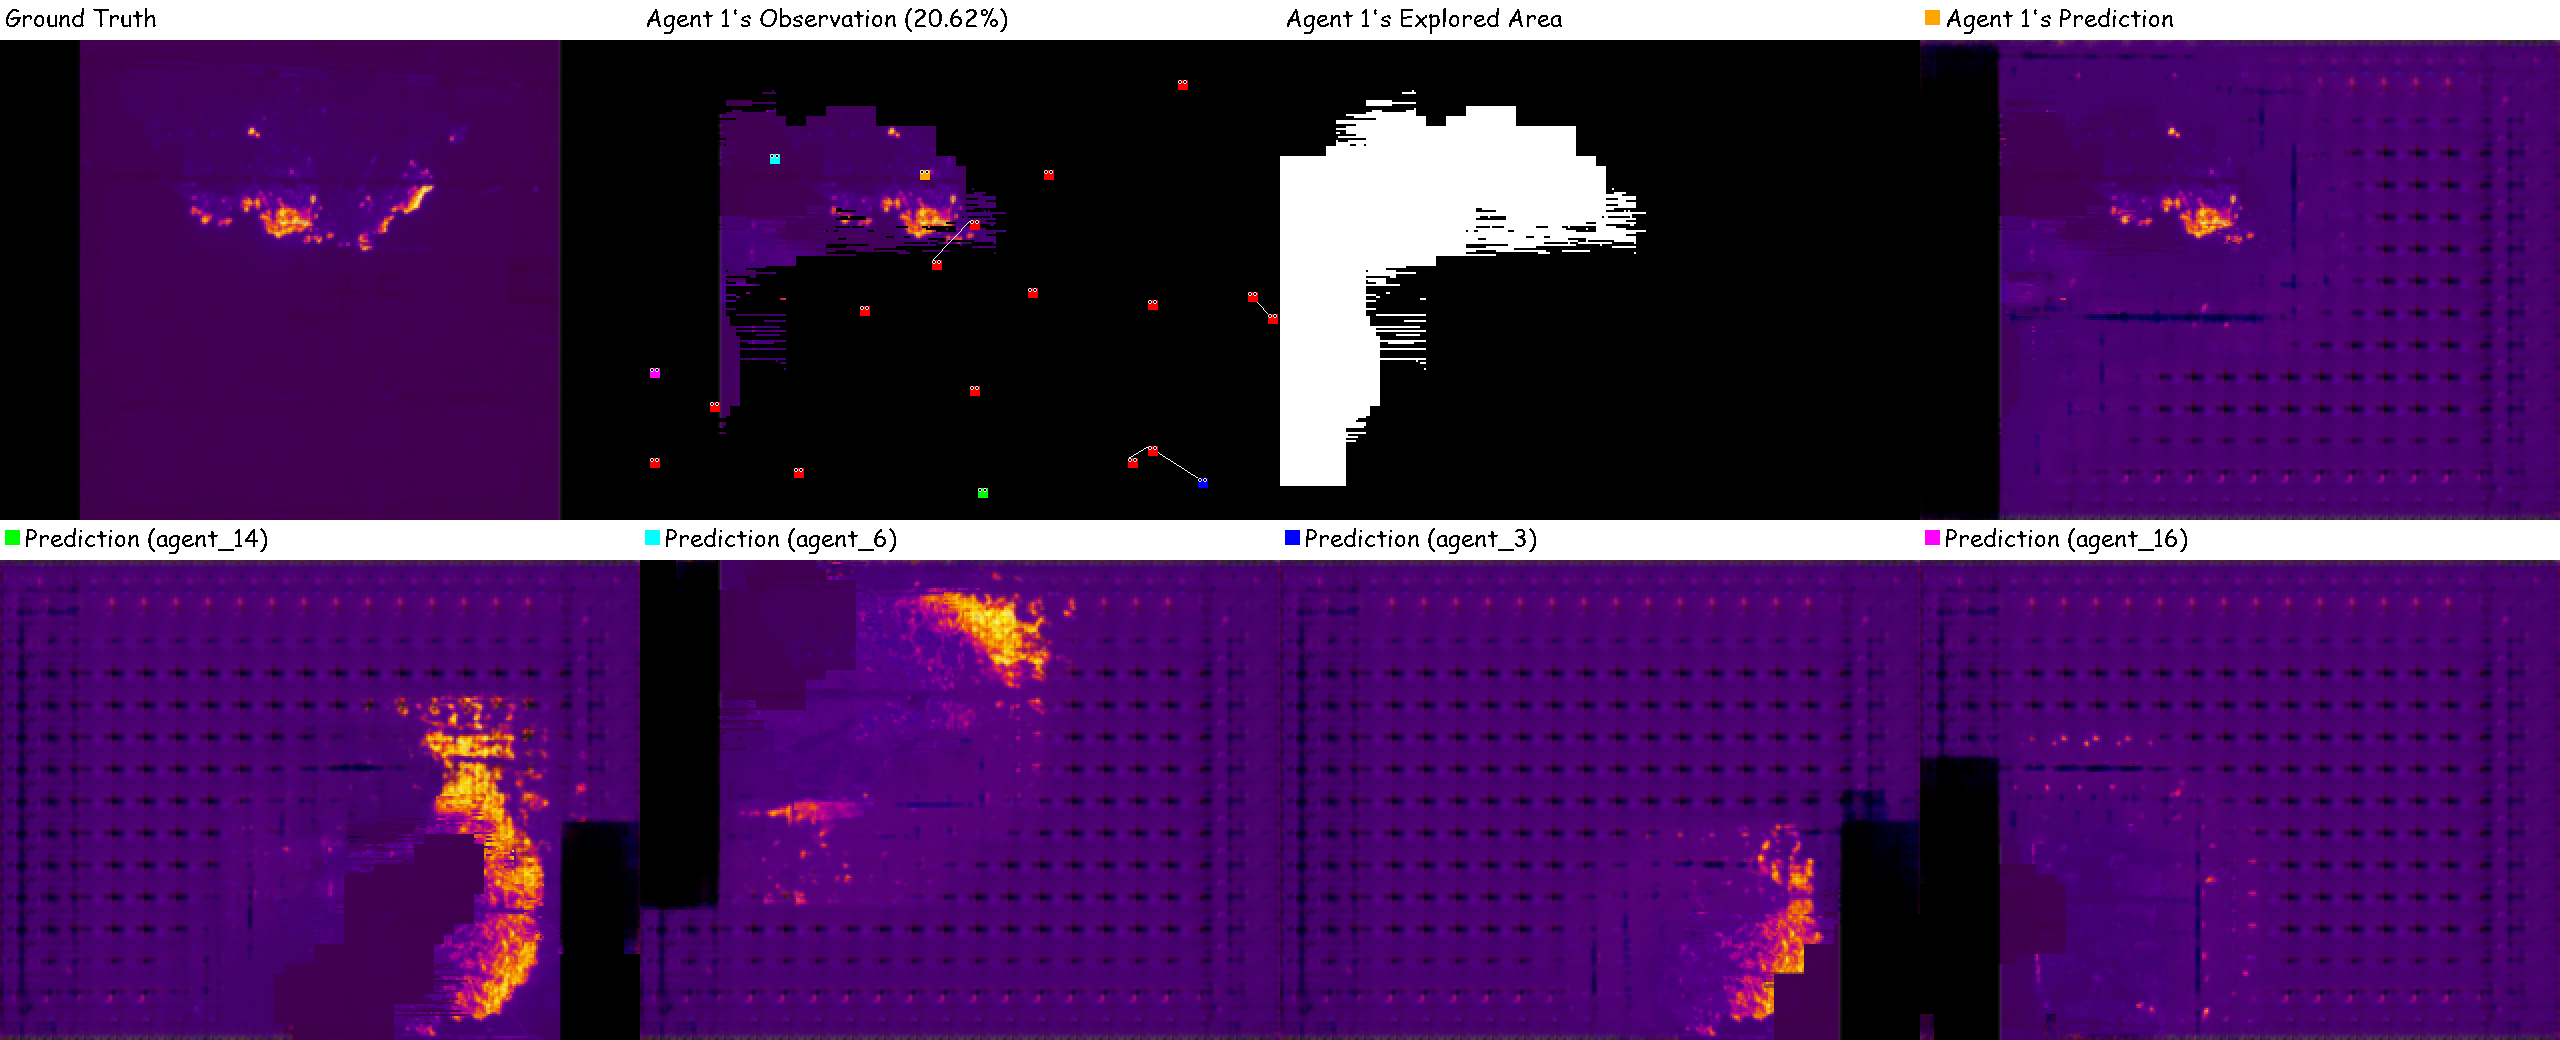 Ground Truth
Agent 1's Observation (20.62%)
Agent 1's Explored Area
Agent 1's Prediction
Prediction (agent_14)
Prediction (agent_6)
Prediction (agent_3)
Prediction (agent_16)